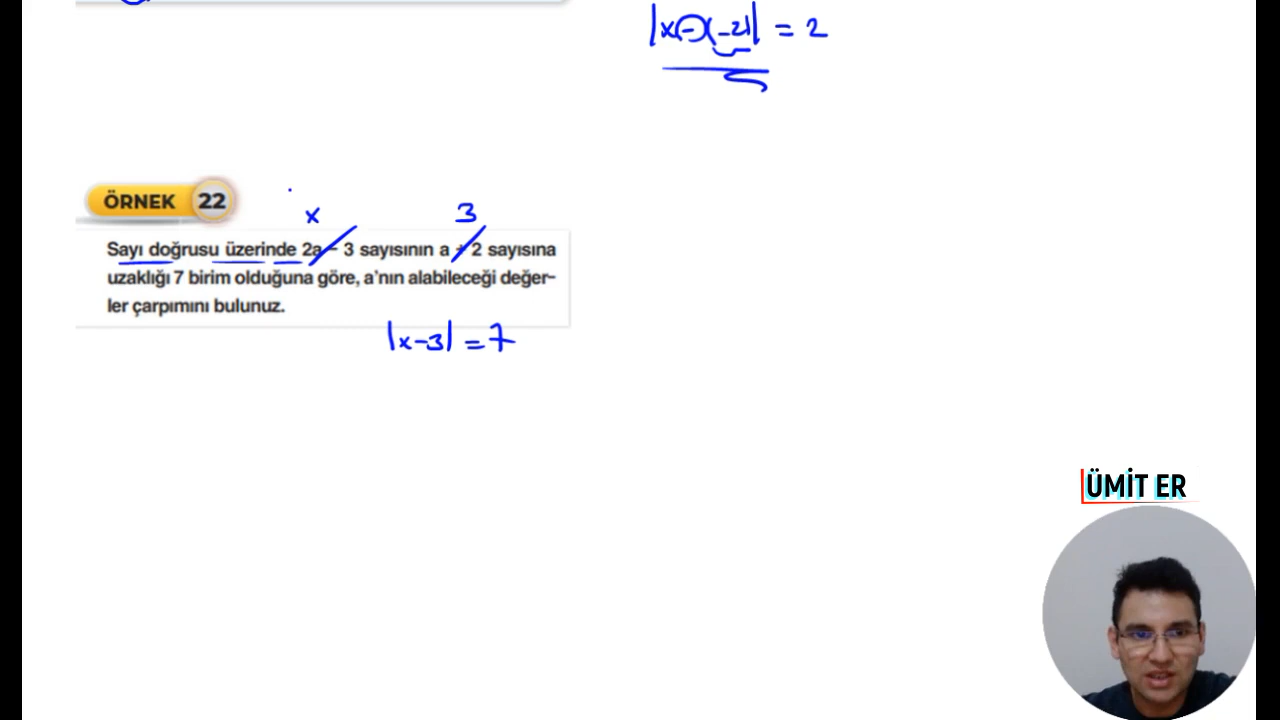 |x-(-2)| = 2
ÖRNEK 22
x 3
Sayı doğrusu üzerinde 2a - 3 sayısının a + 2 sayısına
uzaklığı 7 birim olduğuna göre, a'nın alabileceği değer-
ler çarpımını bulunuz.
|x-3| = 7
ÜMİT ER